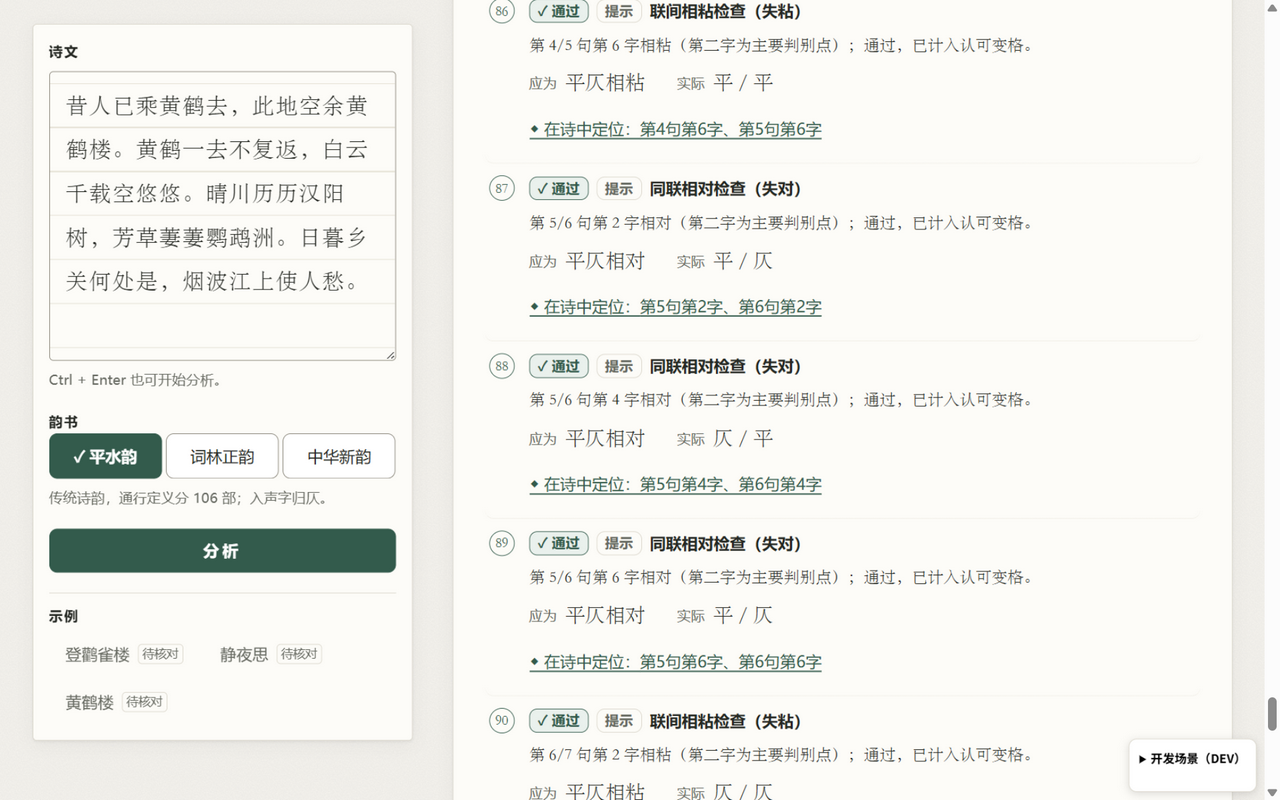 诗文
昔人已乘黄鹤去，此地空余黄
鹤楼。黄鹤一去不复返，白云
千载空悠悠。晴川历历汉阳
树，芳草萋萋鹦鹉洲。日暮乡
关何处是，烟波江上使人愁。
Ctrl + Enter 也可开始分析。
韵书
✓ 平水韵
词林正韵
中华新韵
传统诗韵，通行定义分 106 部；入声字归仄。
分析
示例
登鹳雀楼 待核对
静夜思 待核对
黄鹤楼 待核对
86 ✓ 通过 提示 联间相粘检查（失粘）
第 4/5 句第 6 字相粘（第二字为主要判别点）；通过，已计入认可变格。
应为 平仄相粘 实际 平 / 平
◆ 在诗中定位：第4句第6字、第5句第6字
87 ✓ 通过 提示 同联相对检查（失对）
第 5/6 句第 2 字相对（第二字为主要判别点）；通过，已计入认可变格。
应为 平仄相对 实际 平 / 仄
◆ 在诗中定位：第5句第2字、第6句第2字
88 ✓ 通过 提示 同联相对检查（失对）
第 5/6 句第 4 字相对（第二字为主要判别点）；通过，已计入认可变格。
应为 平仄相对 实际 仄 / 平
◆ 在诗中定位：第5句第4字、第6句第4字
89 ✓ 通过 提示 同联相对检查（失对）
第 5/6 句第 6 字相对（第二字为主要判别点）；通过，已计入认可变格。
应为 平仄相对 实际 平 / 仄
◆ 在诗中定位：第5句第6字、第6句第6字
90 ✓ 通过 提示 联间相粘检查（失粘）
第 6/7 句第 2 字相粘（第二字为主要判别点）；通过，已计入认可变格。
应为 平仄相粘 实际 仄 / 仄
▶ 开发场景（DEV）